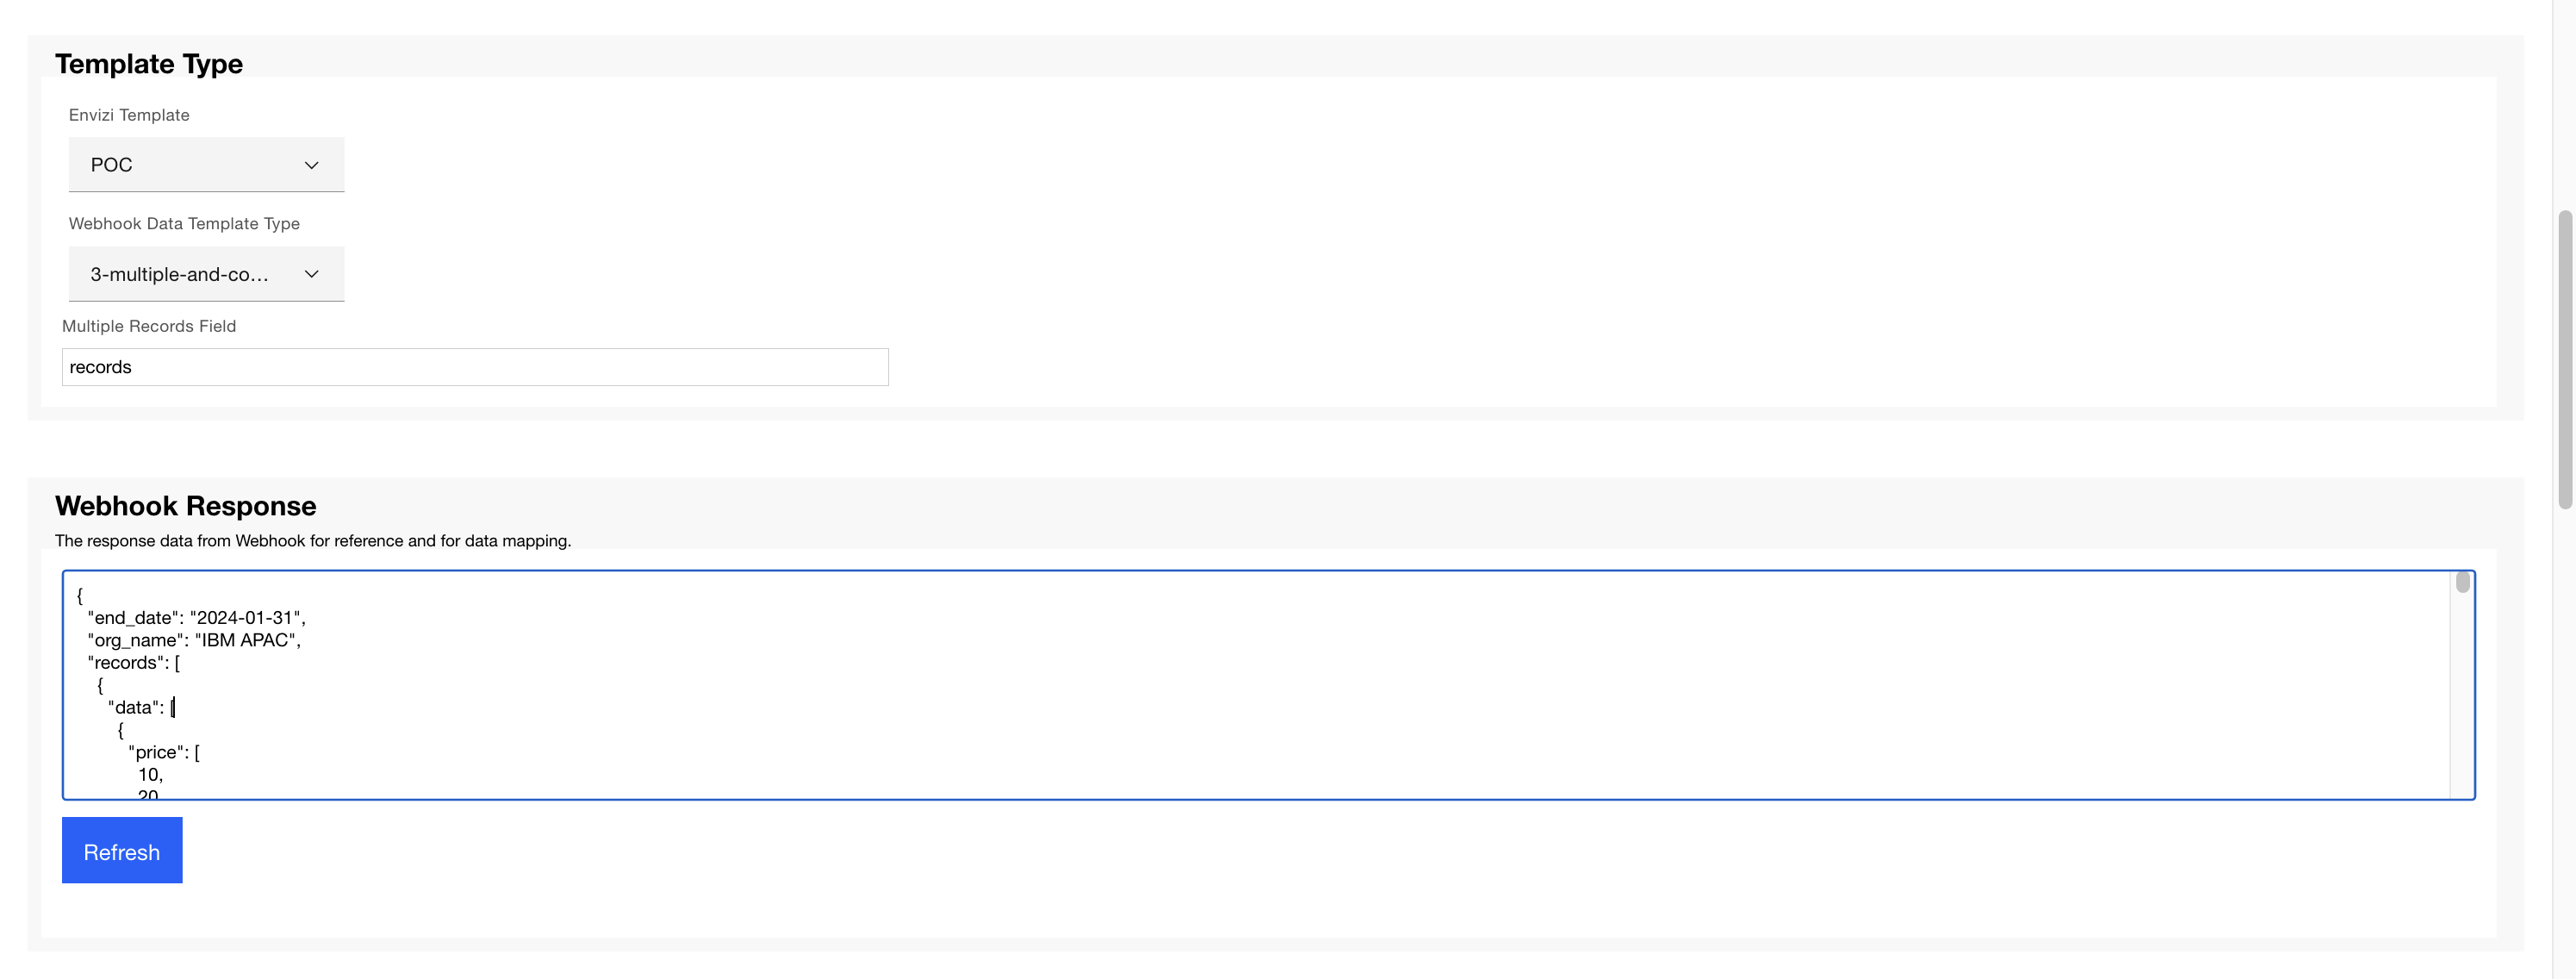 Template Type
Envizi Template
POC
Webhook Data Template Type
3-multiple-and-co...
Multiple Records Field
records
Webhook Response
The response data from Webhook for reference and for data mapping.
{
"end_date": "2024-01-31",
"org_name": "IBM APAC",
"records": [
{
"data": [
{
"price": [
10,
20
Refresh